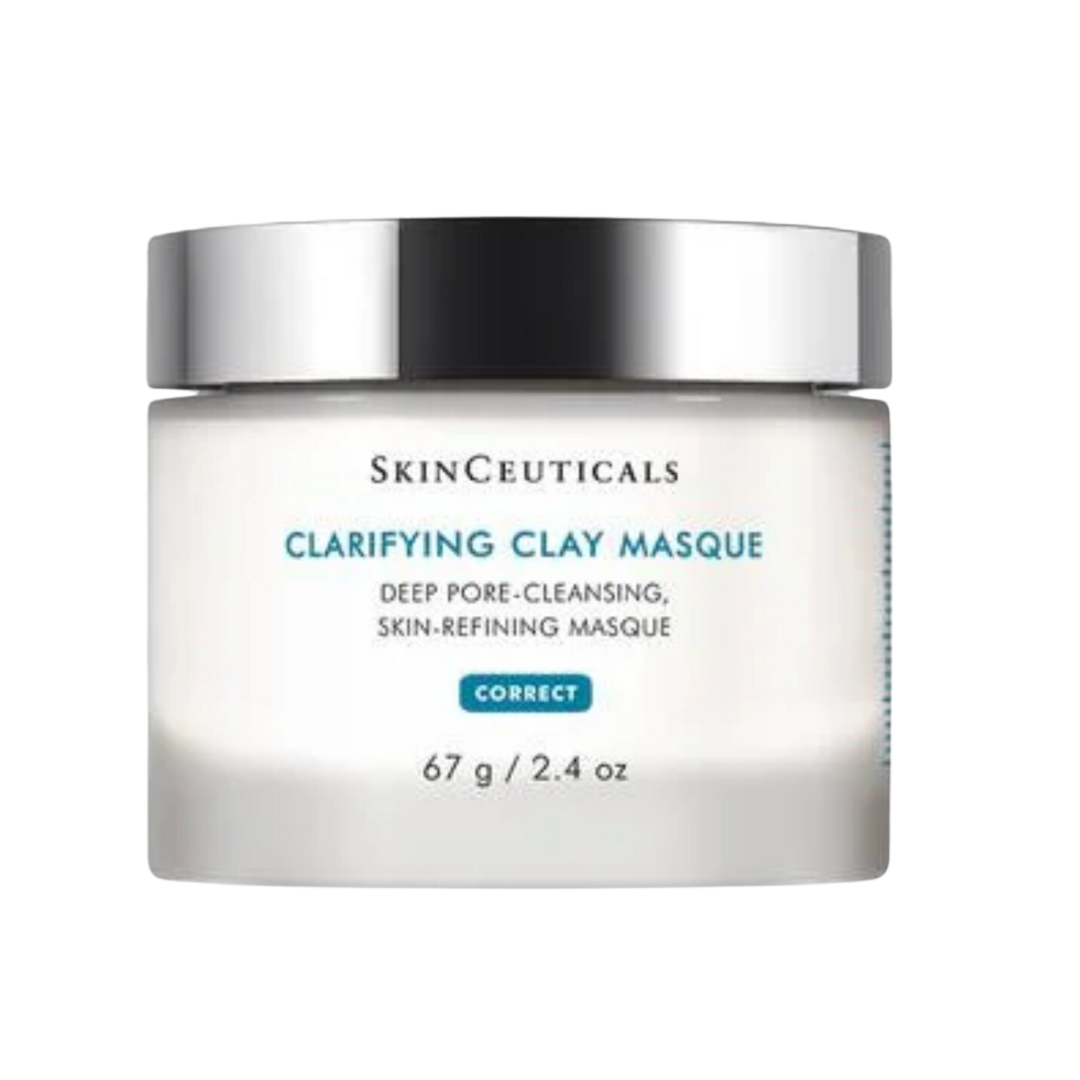 SKINCEUTICALS
CLARIFYING CLAY MASQUE
DEEP PORE-CLEANSING,
SKIN-REFINING MASQUE
CORRECT
67 g / 2.4 oz